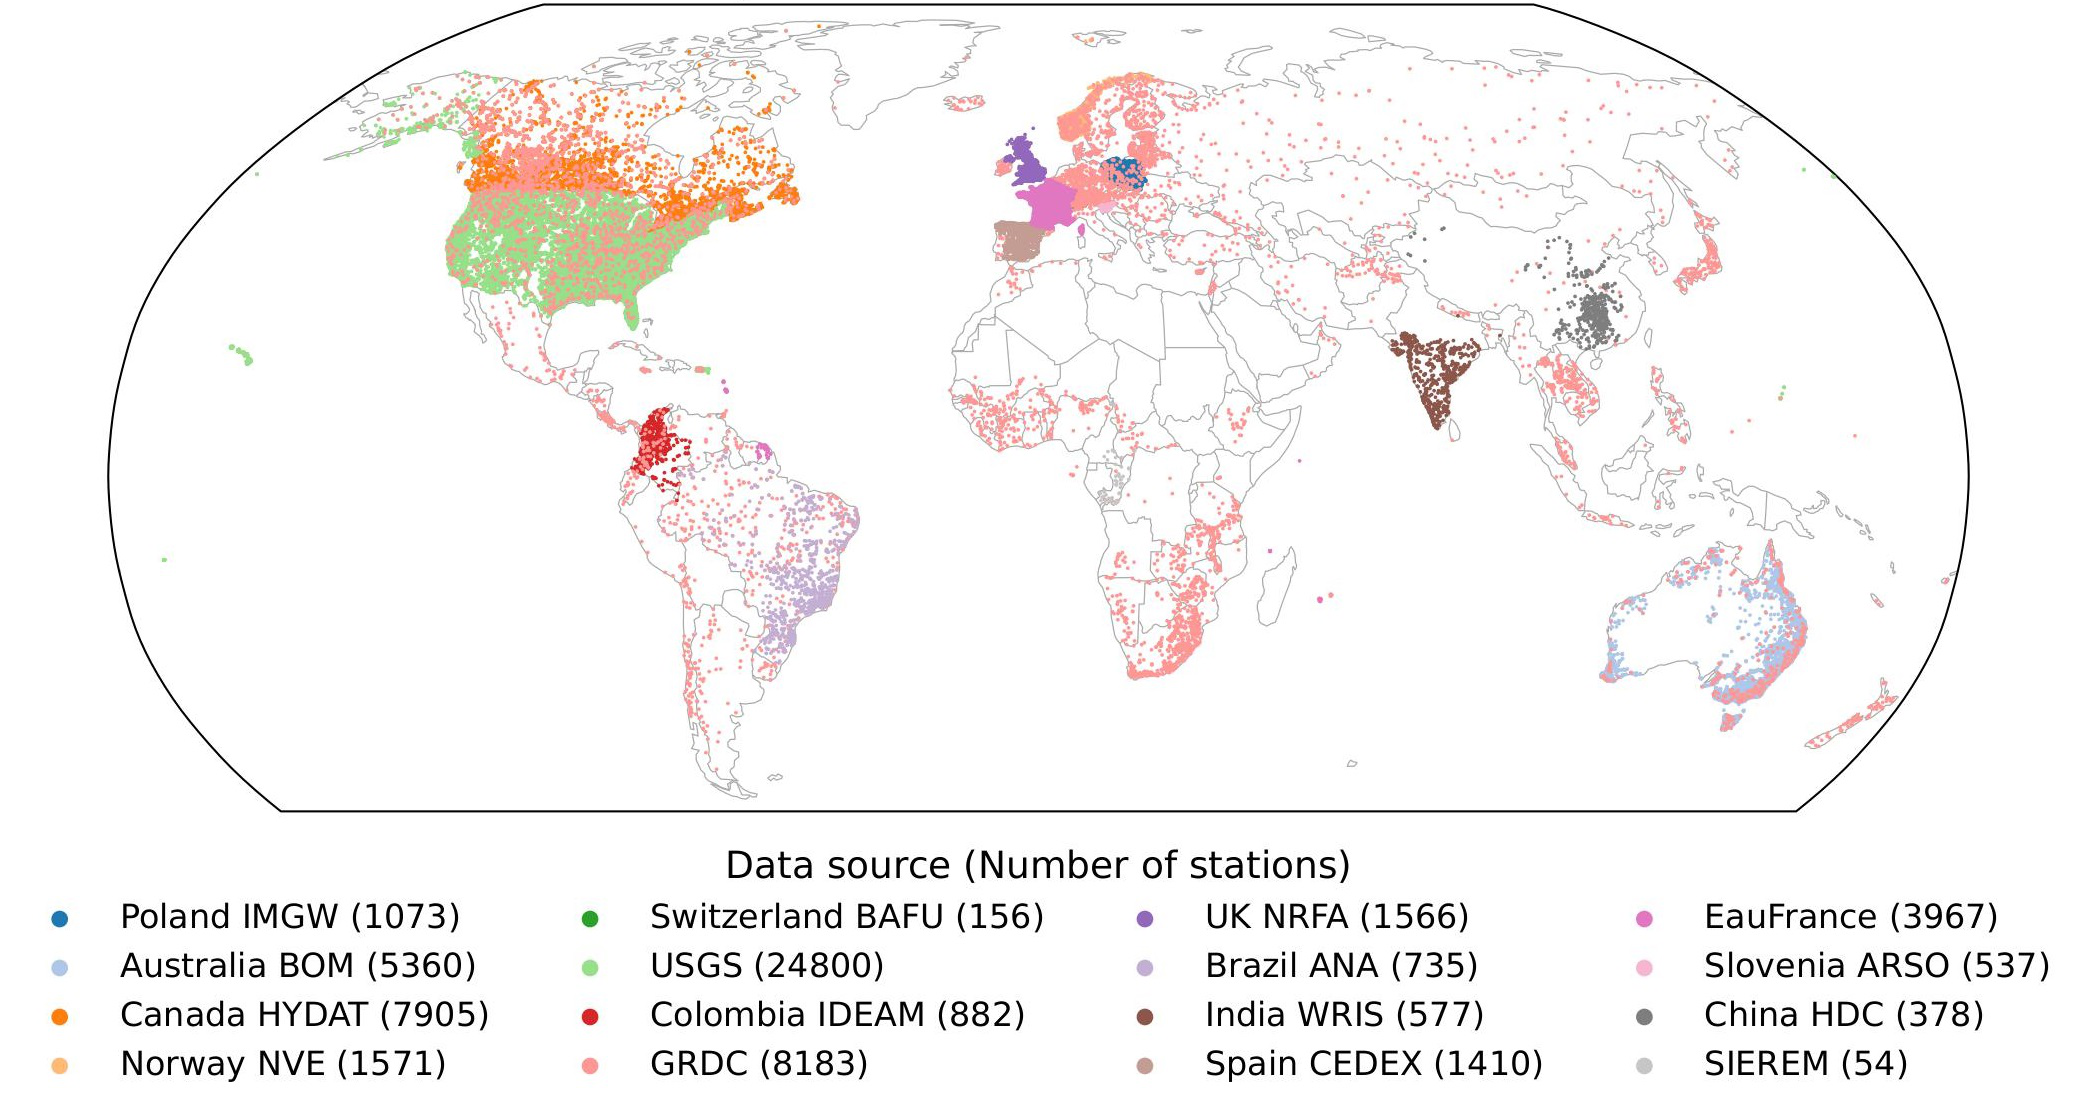 Data source (Number of stations)
Poland IMGW (1073)
Australia BOM (5360)
Canada HYDAT (7905)
Norway NVE (1571)
Switzerland BAFU (156)
USGS (24800)
Colombia IDEAM (882)
GRDC (8183)
UK NRFA (1566)
Brazil ANA (735)
India WRIS (577)
Spain CEDEX (1410)
EauFrance (3967)
Slovenia ARSO (537)
China HDC (378)
SIEREM (54)